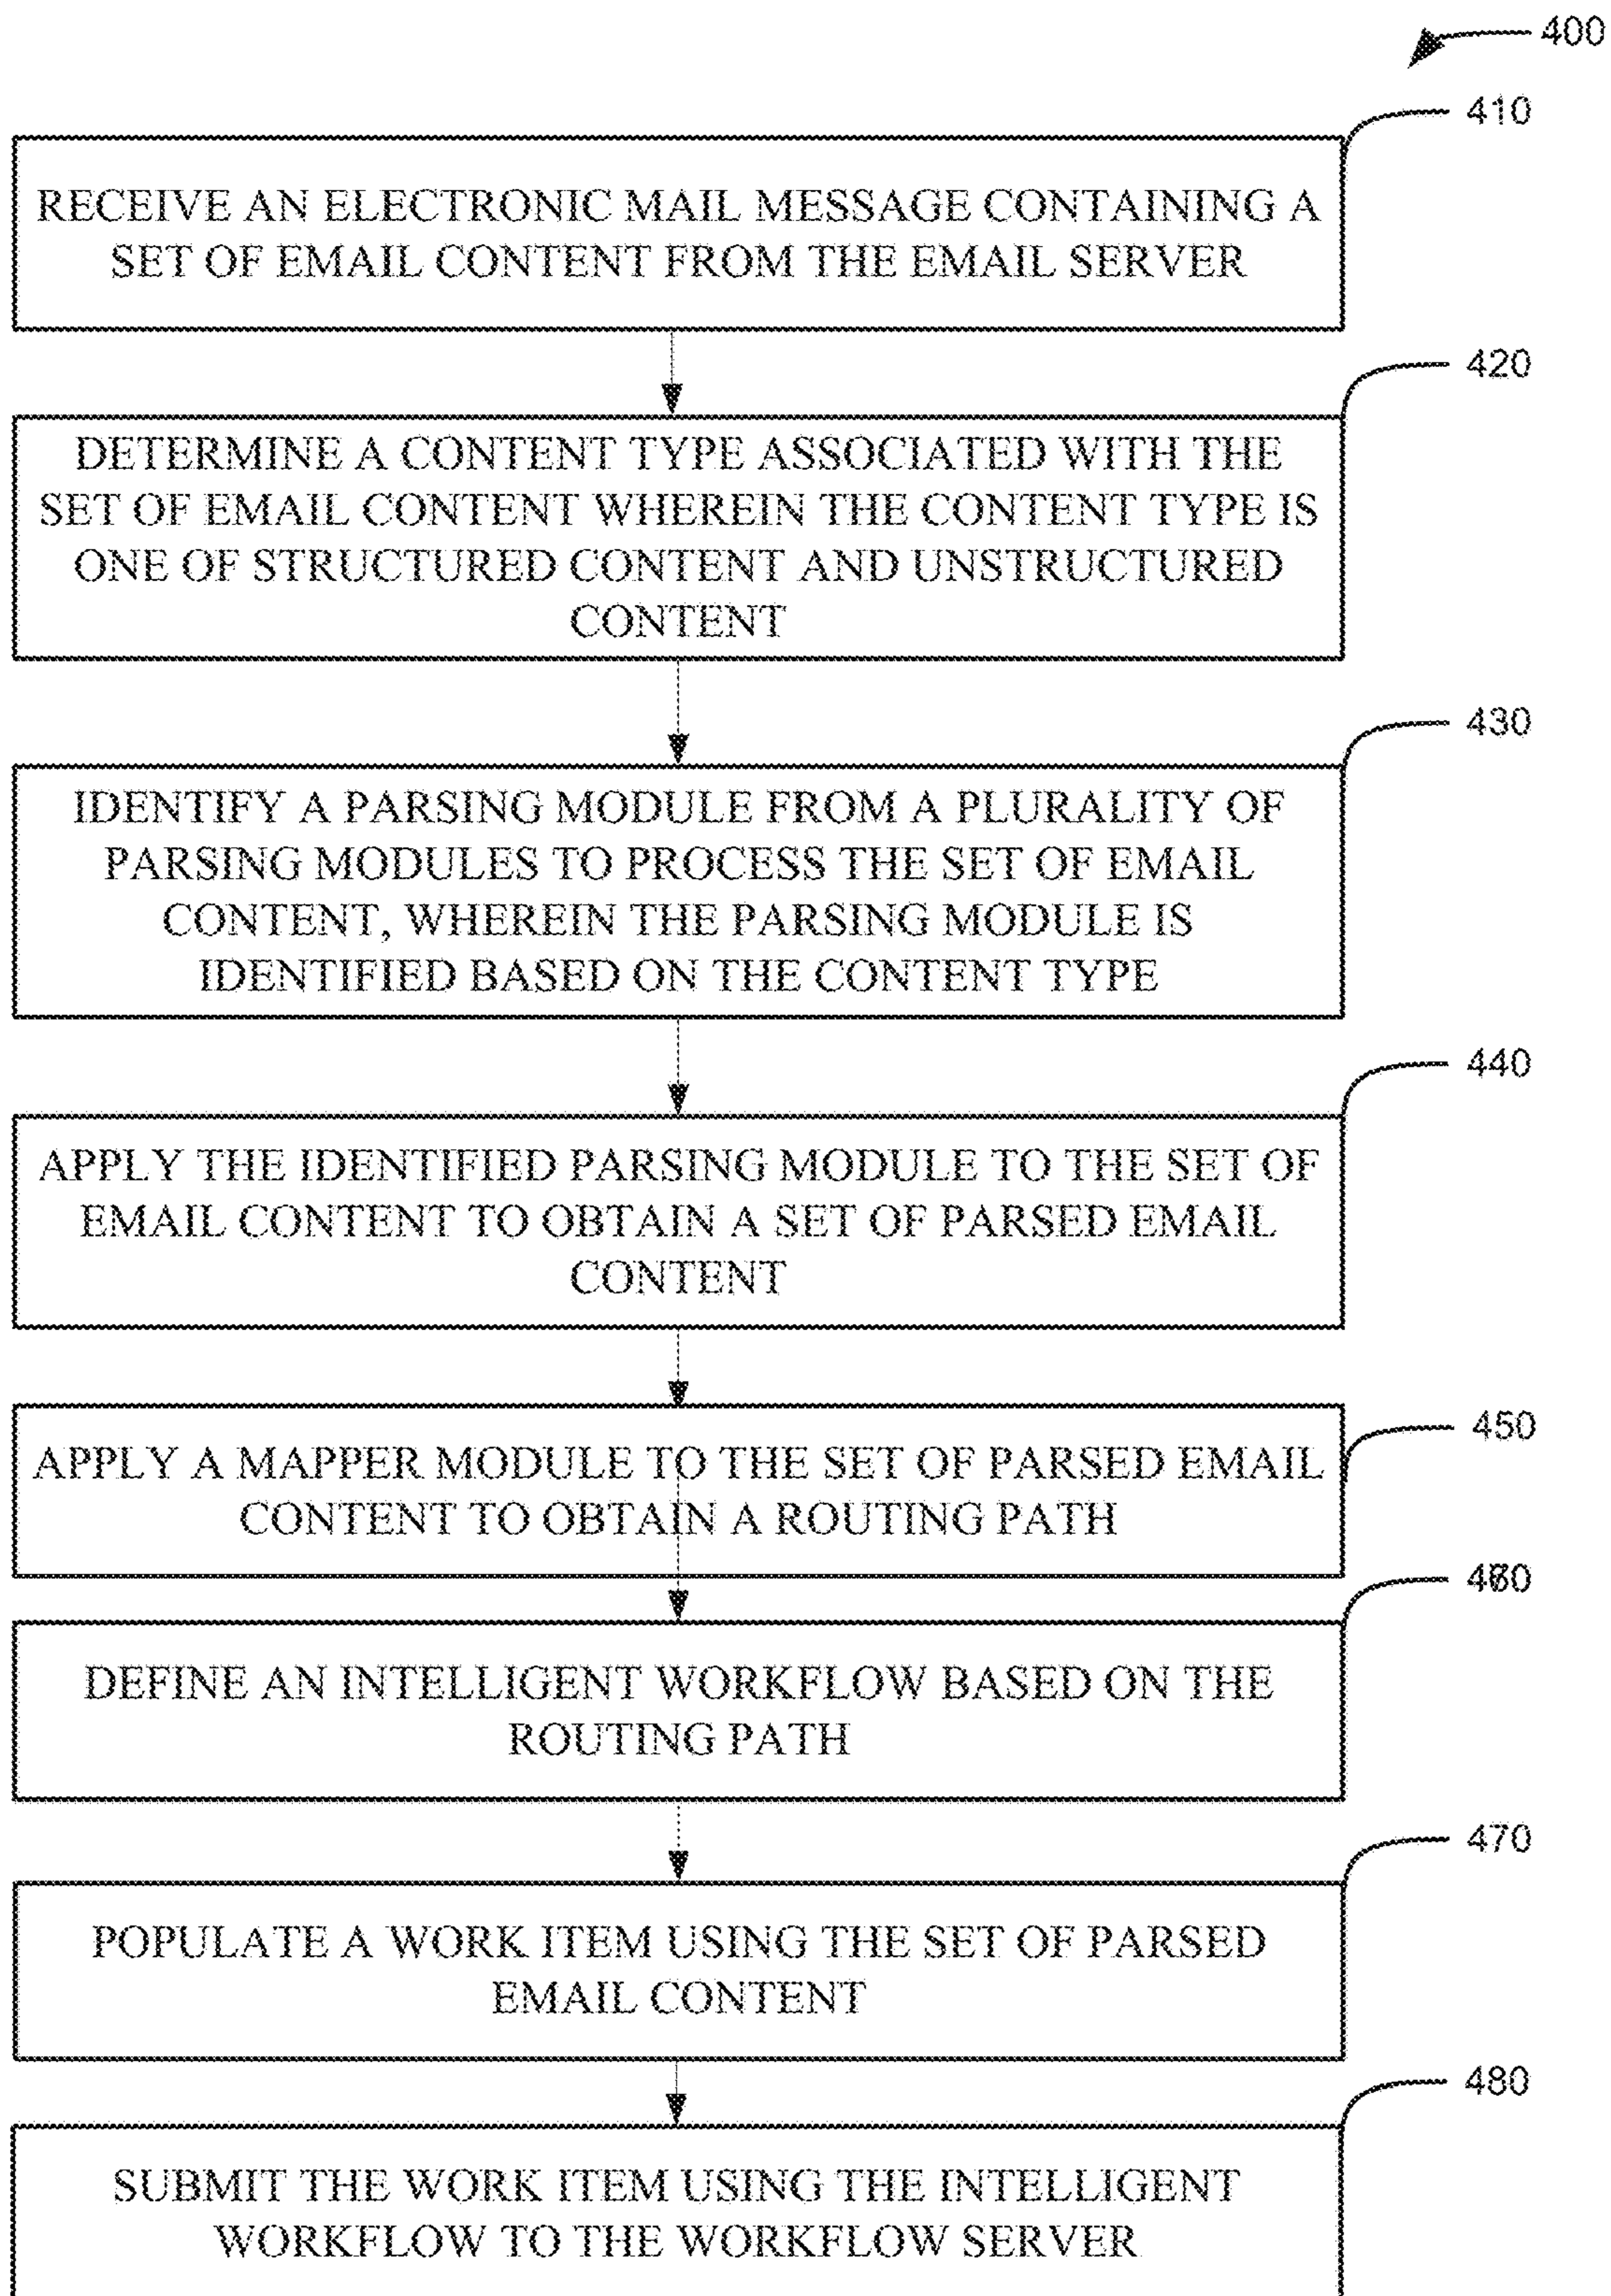 400
410
RECEIVE AN ELECTRONIC MAIL MESSAGE CONTAINING A
SET OF EMAIL CONTENT FROM THE EMAIL SERVER
420
DETERMINE A CONTENT TYPE ASSOCIATED WITH THE
SET OF EMAIL CONTENT WHEREIN THE CONTENT TYPE IS
ONE OF STRUCTURED CONTENT AND UNSTRUCTURED
CONTENT
430
IDENTIFY A PARSING MODULE FROM A PLURALITY OF
PARSING MODULES TO PROCESS THE SET OF EMAIL
CONTENT, WHEREIN THE PARSING MODULE IS
IDENTIFIED BASED ON THE CONTENT TYPE
440
APPLY THE IDENTIFIED PARSING MODULE TO THE SET OF
EMAIL CONTENT TO OBTAIN A SET OF PARSED EMAIL
CONTENT
450
APPLY A MAPPER MODULE TO THE SET OF PARSED EMAIL
CONTENT TO OBTAIN A ROUTING PATH
DEFINE AN INTELLIGENT WORKFLOW BASED ON THE
ROUTING PATH
470
POPULATE A WORK ITEM USING THE SET OF PARSED
EMAIL CONTENT
480
SUBMIT THE WORK ITEM USING THE INTELLIGENT
WORKFLOW TO THE WORKFLOW SERVER